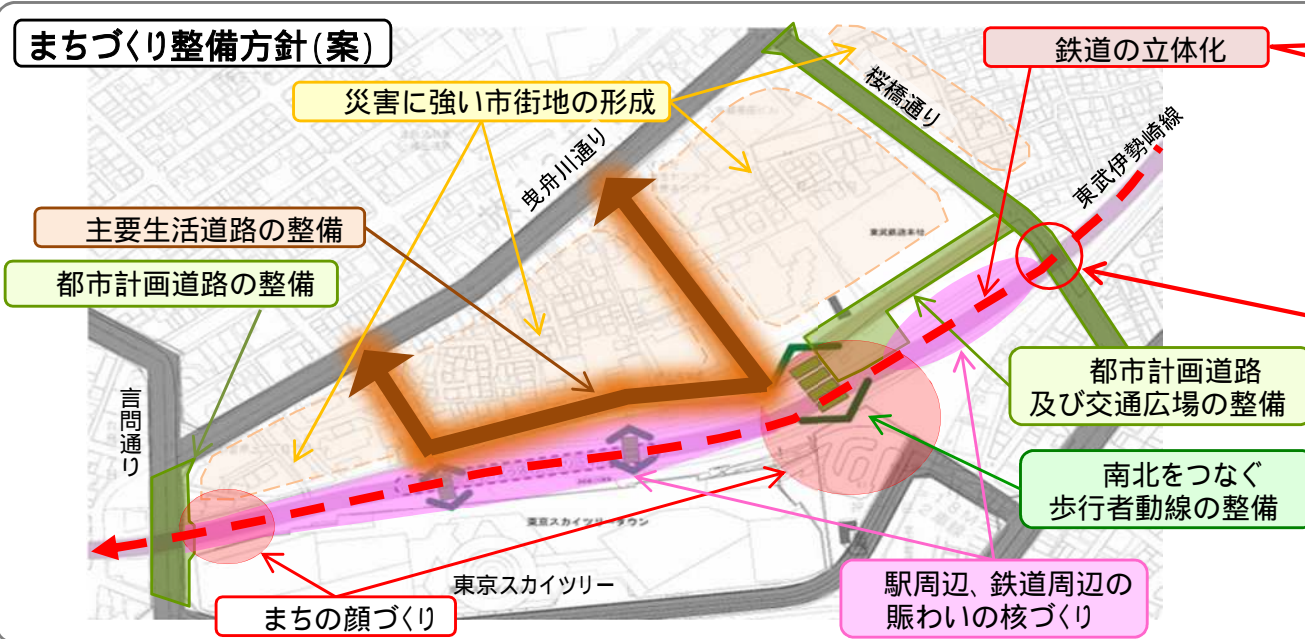 まちづくり整備方針(案)
鉄道の立体化
災害に強い市街地の形成
桜橋通り
曳舟川通り
東武伊勢崎線
主要生活道路の整備
東武鉄道本社
都市計画道路の整備
言問通り
都市計画道路
及び交通広場の整備
南北をつなぐ
歩行者動線の整備
東京スカイツリータウン
東京スカイツリー
駅周辺、鉄道周辺の
賑わいの核づくり
まちの顔づくり